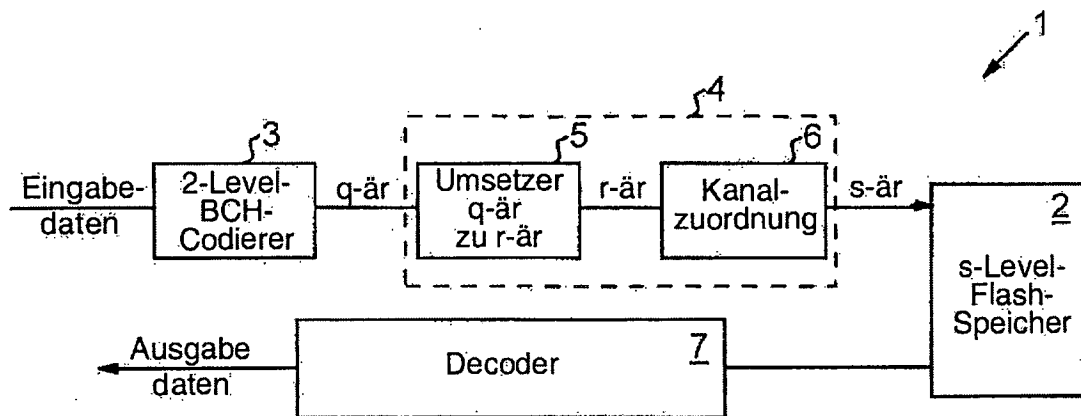 1
4
3
5
6
2-Level-
BCH-
Codierer
Eingabe-
daten
q-är
Umsetzer
q-är
zu r-är
r-är
Kanal-
zuordnung
s-är
2
s-Level-
Flash-
Speicher
7
Decoder
Ausgabe
daten